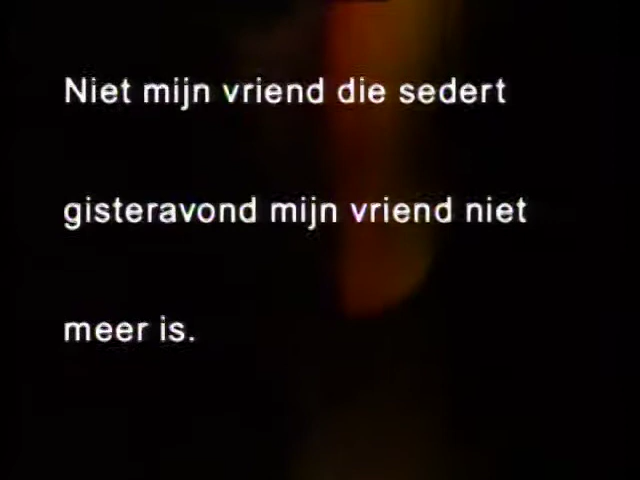 Niet mijn vriend die sedert
gisteravond mijn vriend niet
meer is.